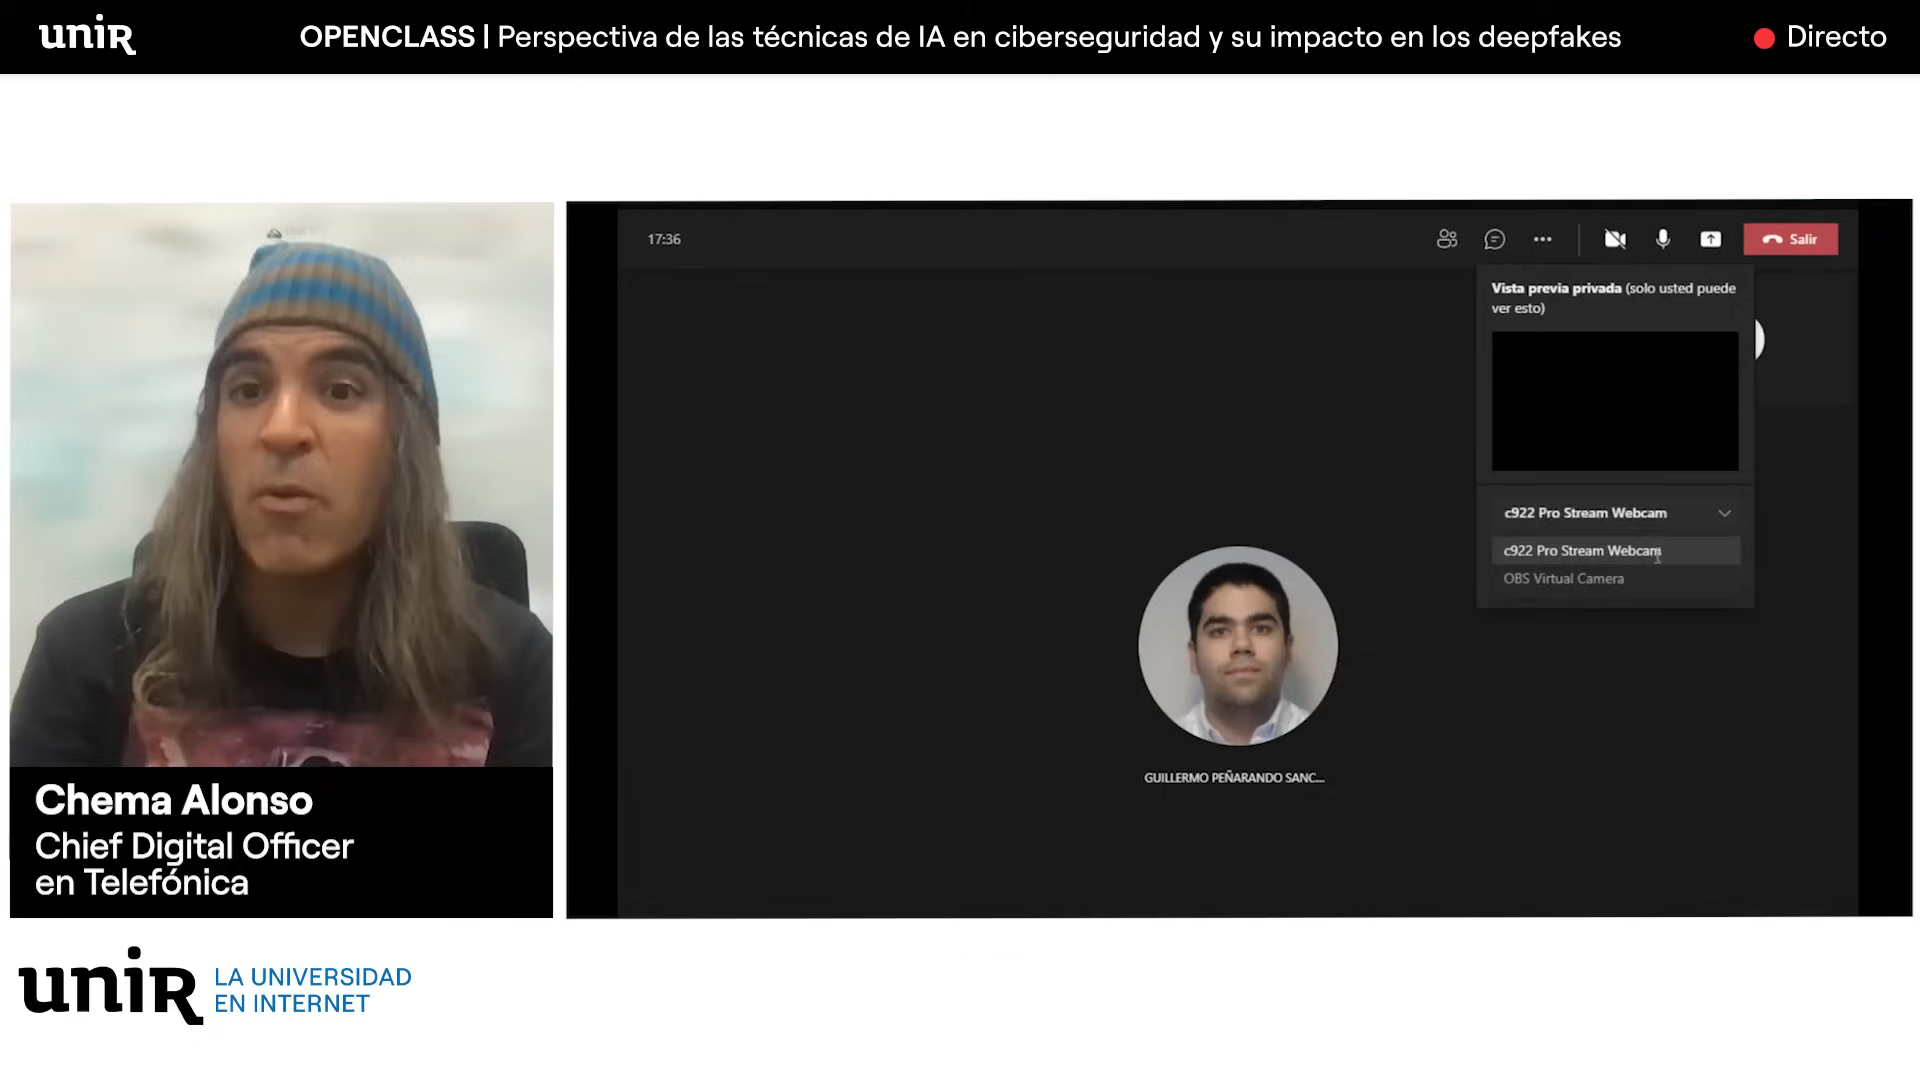 unir
OPENCLASS | Perspectiva de las técnicas de IA en ciberseguridad y su impacto en los deepfakes
Directo
17:36
Salir
Vista previa privada (solo usted puede
ver esto)
c922 Pro Stream Webcam
c922 Pro Stream Webcam
OBS Virtual Camera
GUILLERMO PEÑARANDO SANC...
Chema Alonso
Chief Digital Officer
en Telefónica
unir
LA UNIVERSIDAD
EN INTERNET